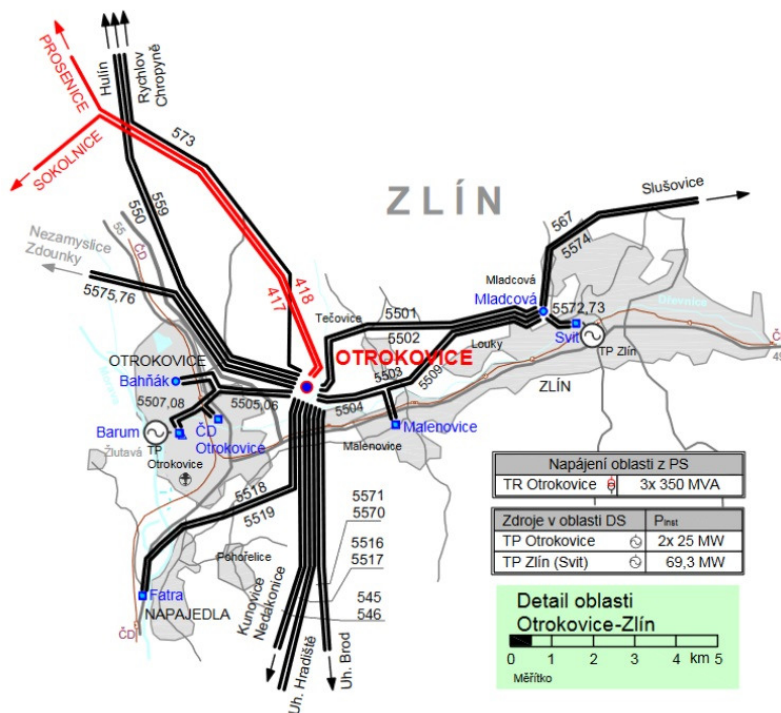 PROSENICE
SOKOLNICE
Hulín
Rychlov
Chropyně
573
559
550
55
ČD
Nezamyslice
Zdounky
5575,76
418
417
ZLÍN
Slušovice
567
5574
Mladcová
Mladcová
5572,73
Svit
TP Zlín
Dřevnice
Č
49
Tečovice
5501
5502
Louky
5503
5509
5504
ZLÍN
OTROKOVICE
OTROKOVICE
Bahňák
5507,08
5505,06
Barum
ČD
Otrokovice
TP
Otrokovice
Žlutavá
Morava
Malenovice
Malenovice
5518
5519
Pohořelice
Fatra
NAPAJEDLA
ČD
5571
5570
5516
5517
545
546
Kunovice
Nedakonice
Uh. Hradiště
Uh. Brod
Napájení oblasti z PS
TR Otrokovice 3x 350 MVA
Zdroje v oblasti DS Pinst
TP Otrokovice 2x 25 MW
TP Zlín (Svit) 69,3 MW
Detail oblasti
Otrokovice-Zlín
0 1 2 3 4 km 5
Měřítko